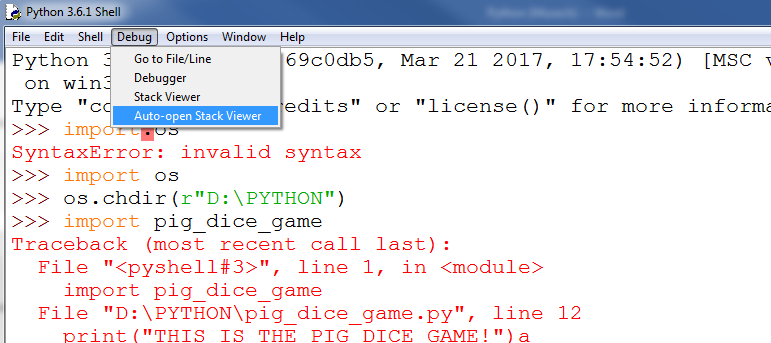 Python 3.6.1 Shell
File Edit Shell Debug Options Window Help
Go to File/Line
Debugger
Stack Viewer
Auto-open Stack Viewer
Python 3 69c0db5, Mar 21 2017, 17:54:52) [MSC v
on win3
Type "co redits" or "license()" for more informa
>>> import.os
SyntaxError: invalid syntax
>>> import os
>>> os.chdir(r"D:\PYTHON")
>>> import pig_dice_game
Traceback (most recent call last):
File "<pyshell#3>", line 1, in <module>
import pig_dice_game
File "D:\PYTHON\pig_dice_game.py", line 12
print("THIS IS THE PIG DICE GAME!")a